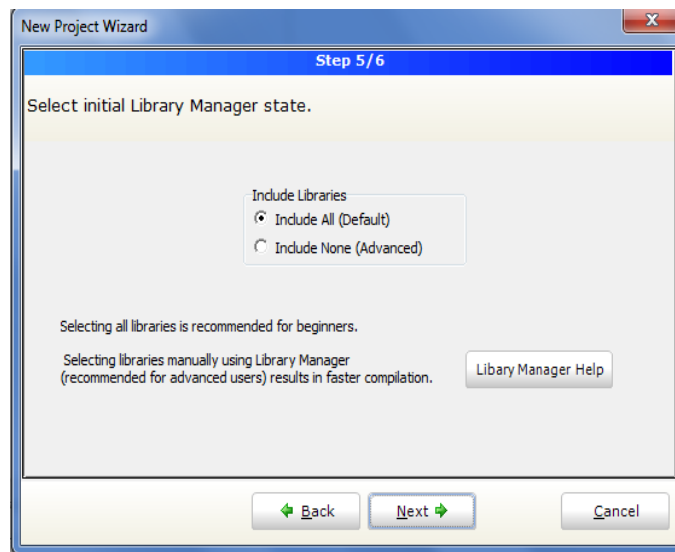 New Project Wizard
Step 5/6
Select initial Library Manager state.
Include Libraries
Include All (Default)
Include None (Advanced)
Selecting all libraries is recommended for beginners.
Selecting libraries manually using Library Manager
(recommended for advanced users) results in faster compilation.
Libary Manager Help
Back
Next
Cancel